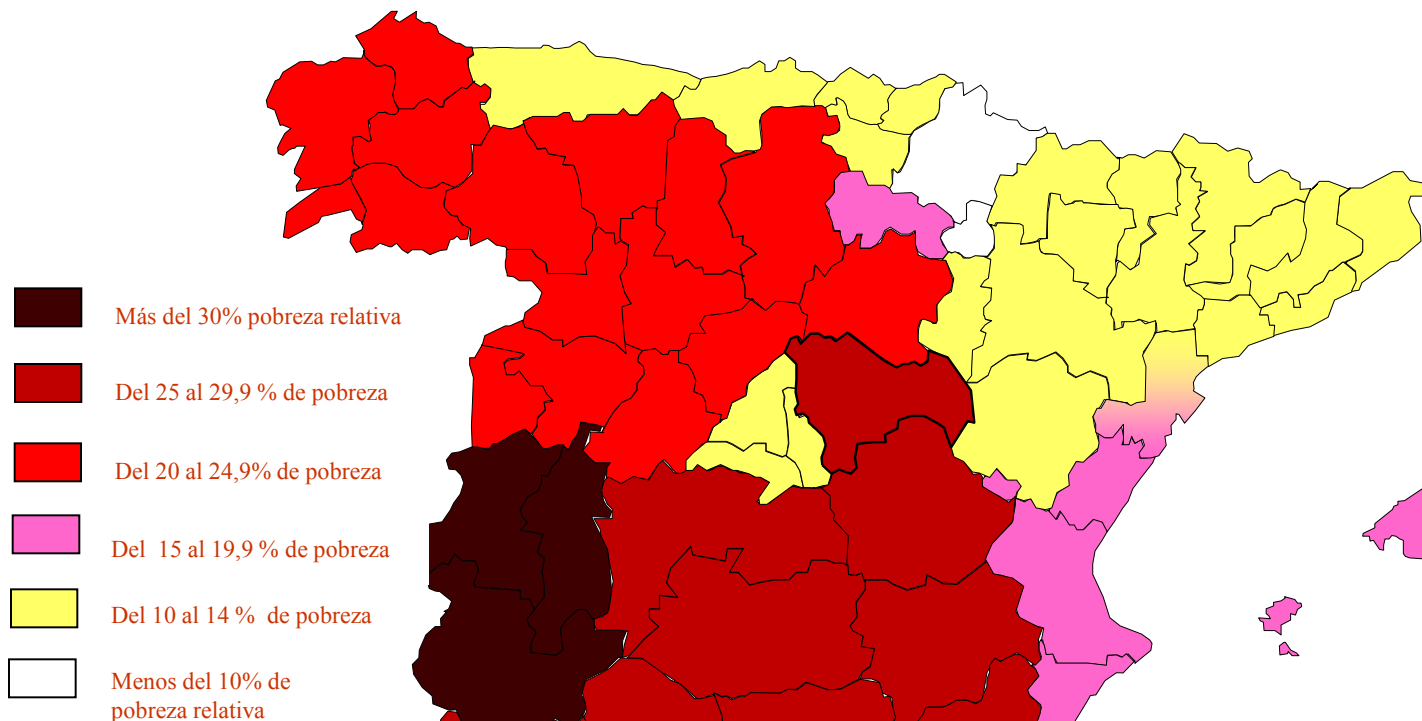 Más del 30% pobreza relativa
Del 25 al 29,9 % de pobreza
Del 20 al 24,9% de pobreza
Del 15 al 19,9 % de pobreza
Del 10 al 14 % de pobreza
Menos del 10% de
pobreza relativa